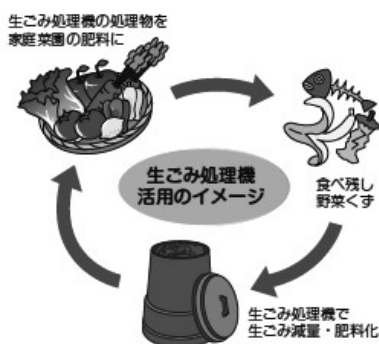 生ごみ処理機の処理物を
家庭菜園の肥料に
生ごみ処理機
活用のイメージ
食べ残し
野菜くず
生ごみ処理機で
生ごみ減量・肥料化